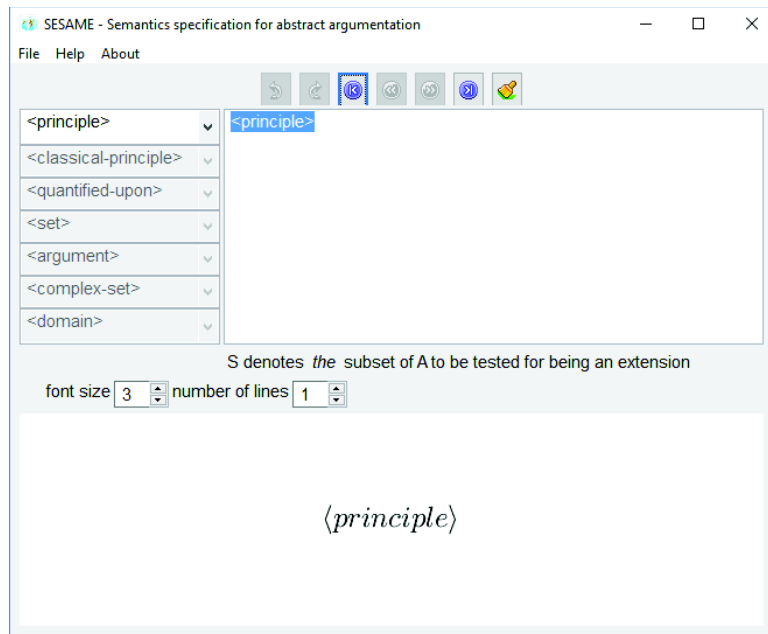 SESAME - Semantics specification for abstract argumentation
File Help About
<principle>
<principle>
<classical-principle>
<quantified-upon>
<set>
<argument>
<complex-set>
<domain>
S denotes the subset of A to be tested for being an extension
font size 3 number of lines 1
⟨principle⟩